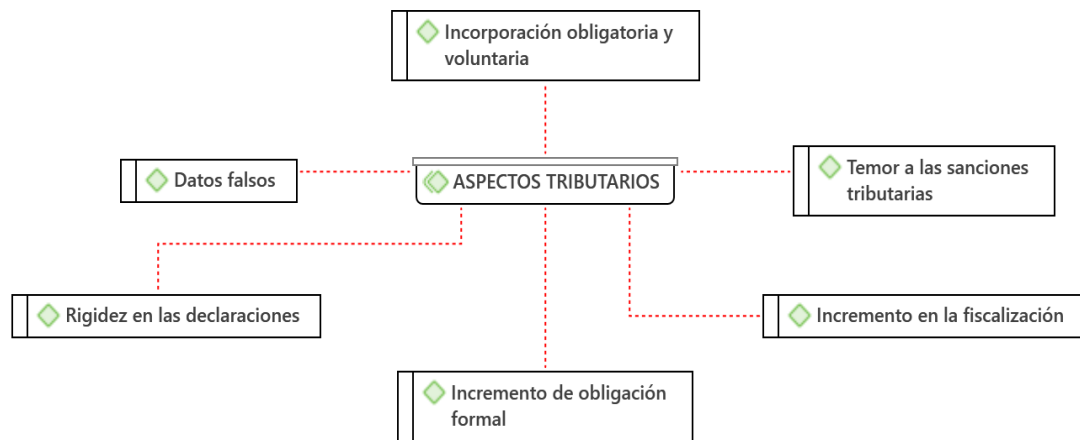 Incorporación obligatoria y
voluntaria
Datos falsos
ASPECTOS TRIBUTARIOS
Temor a las sanciones
tributarias
Rigidez en las declaraciones
Incremento en la fiscalización
Incremento de obligación
formal